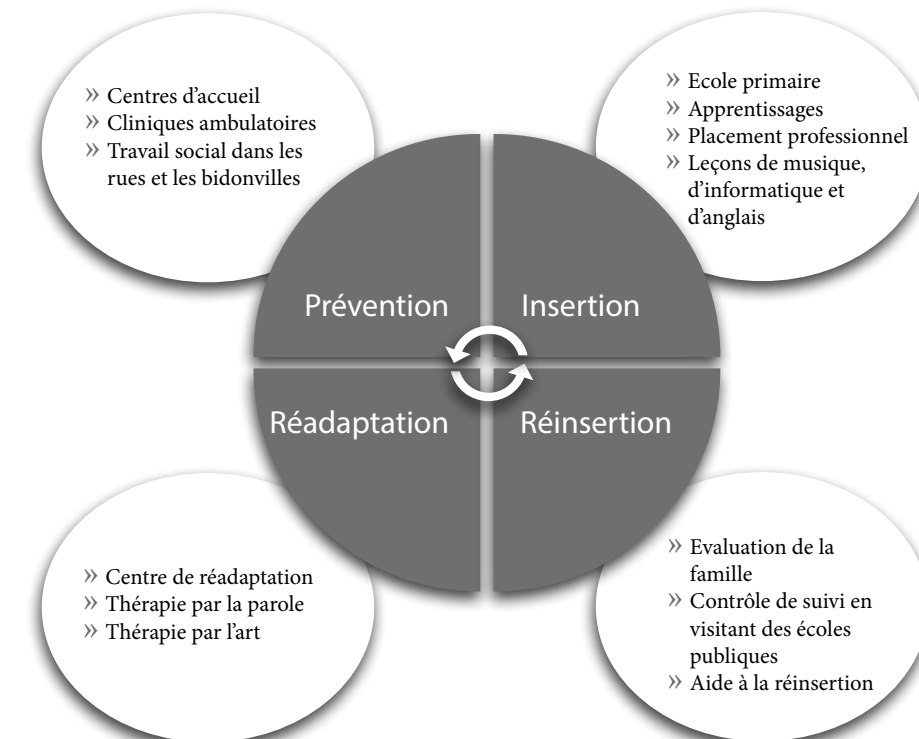 » Centres d'accueil
» Cliniques ambulatoires
» Travail social dans les
rues et les bidonvilles
» Ecole primaire
» Apprentissages
» Placement professionnel
» Leçons de musique,
d'informatique et
d'anglais
Prévention
Insertion
Réadaptation
Réinsertion
» Centre de réadaptation
» Thérapie par la parole
» Thérapie par l'art
» Evaluation de la
famille
» Contrôle de suivi en
visitant des écoles
publiques
» Aide à la réinsertion